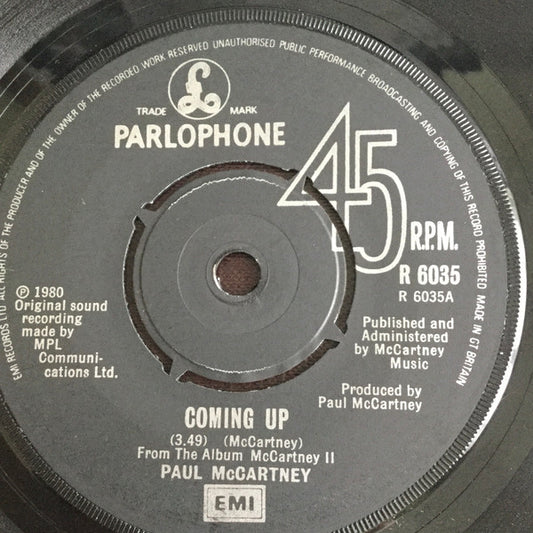 EMI RECORDS LTD ALL RIGHTS OF THE PRODUCER AND OF THE OWNER OF THE RECORDED WORK RESERVED UNAUTHORISED PUBLIC PERFORMANCE BROADCASTING AND COPYING OF THIS RECORD PROHIBITED MADE IN GT BRITAIN
£
TRADE MARK
PARLOPHONE
45
R.P.M.
R 6035
R 6035A
℗ 1980
Original sound
recording
made by
MPL
Communi-
cations Ltd.
Published and
Administered
by McCartney
Music
Produced by
Paul McCartney
COMING UP
(3.49) (McCartney)
From The Album McCartney II
PAUL McCARTNEY
EMI